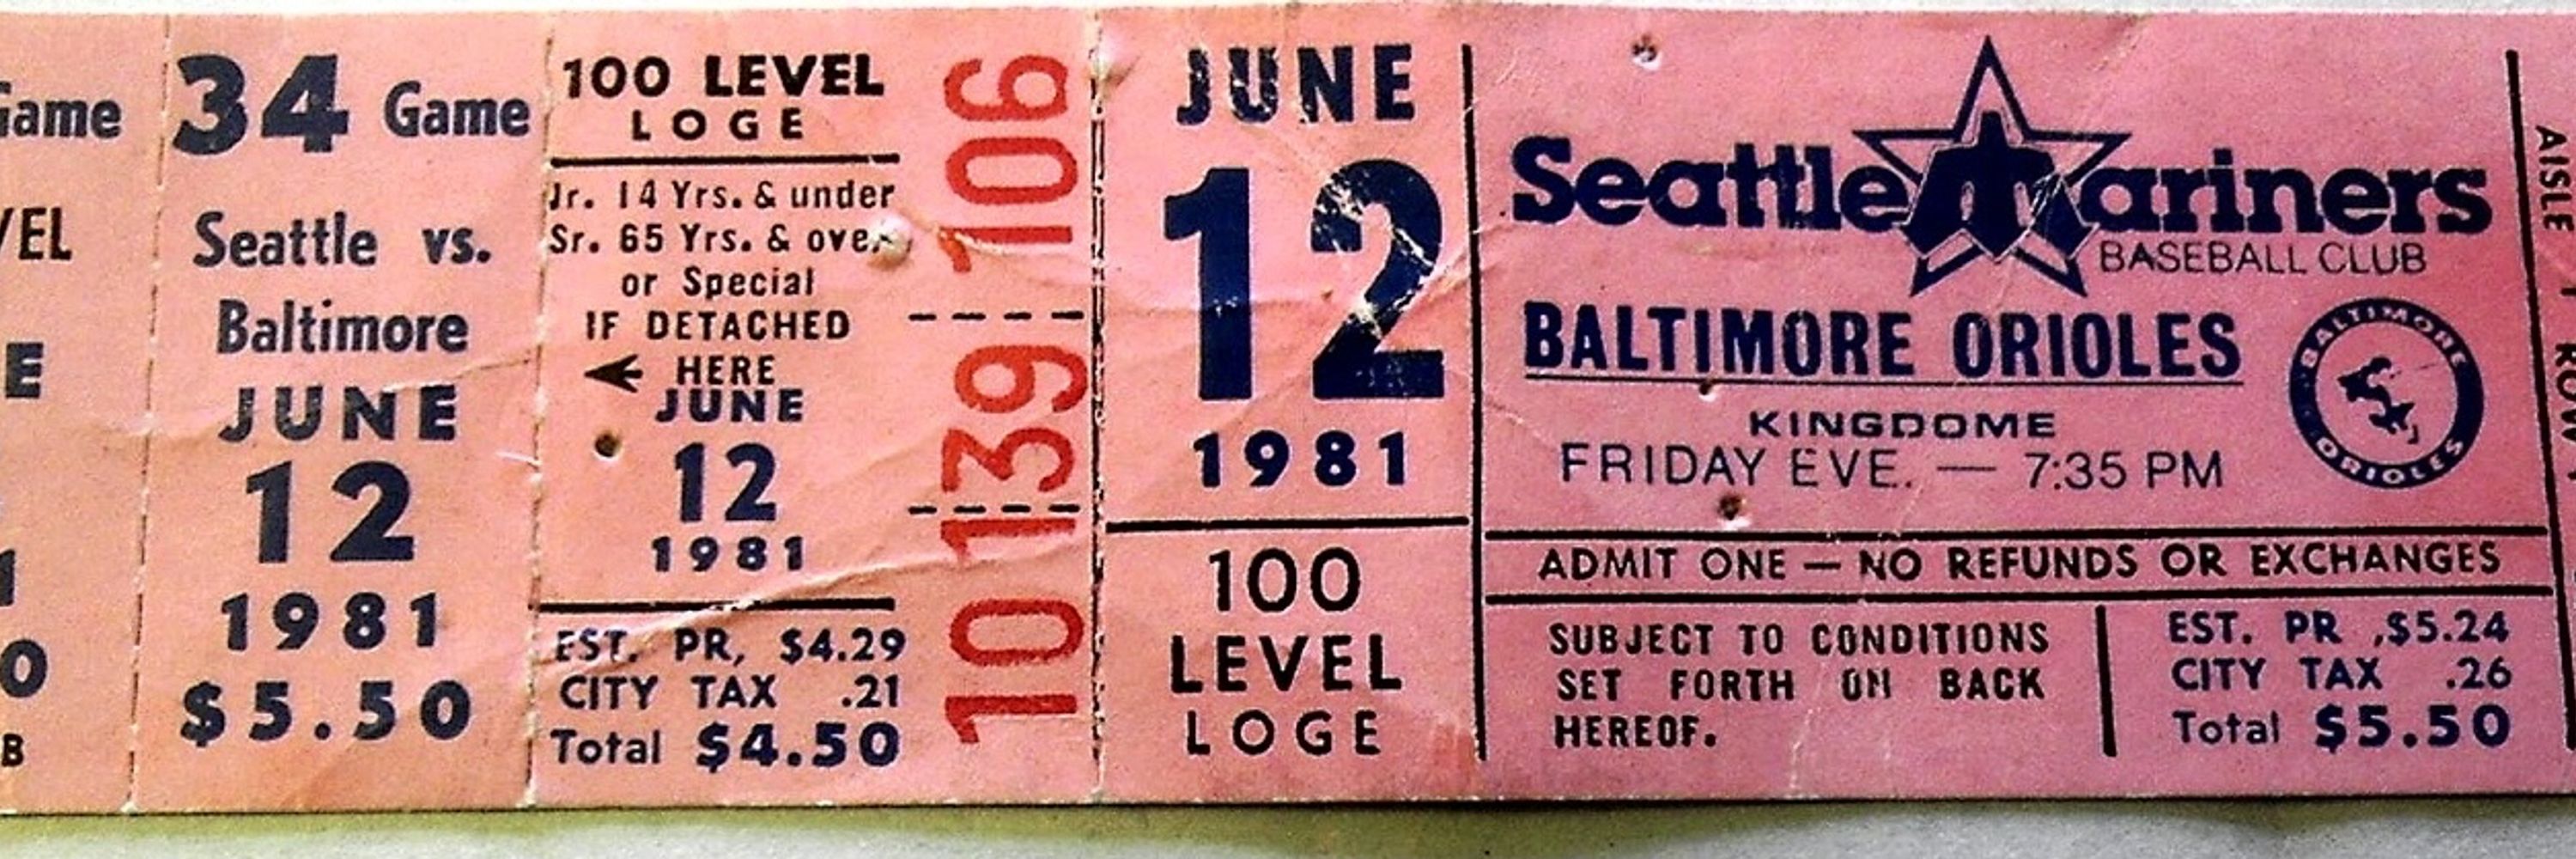 Game
VEL
E
1
0
B
34 Game
Seattle vs.
Baltimore
JUNE
12
1981
$5.50
100 LEVEL
LOGE
Jr. 14 Yrs. & under
Sr. 65 Yrs. & over
or Special
IF DETACHED
HERE
JUNE
12
1981
EST. PR, $4.29
CITY TAX .21
Total $4.50
10 139 106
JUNE
12
1981
100
LEVEL
LOGE
Seattle Mariners
BASEBALL CLUB
BALTIMORE ORIOLES
BALTIMORE
ORIOLES
KINGDOME
FRIDAY EVE. — 7:35 PM
ADMIT ONE — NO REFUNDS OR EXCHANGES
SUBJECT TO CONDITIONS
SET FORTH ON BACK
HEREOF.
EST. PR ,$5.24
CITY TAX .26
Total $5.50
AISLE
ROW